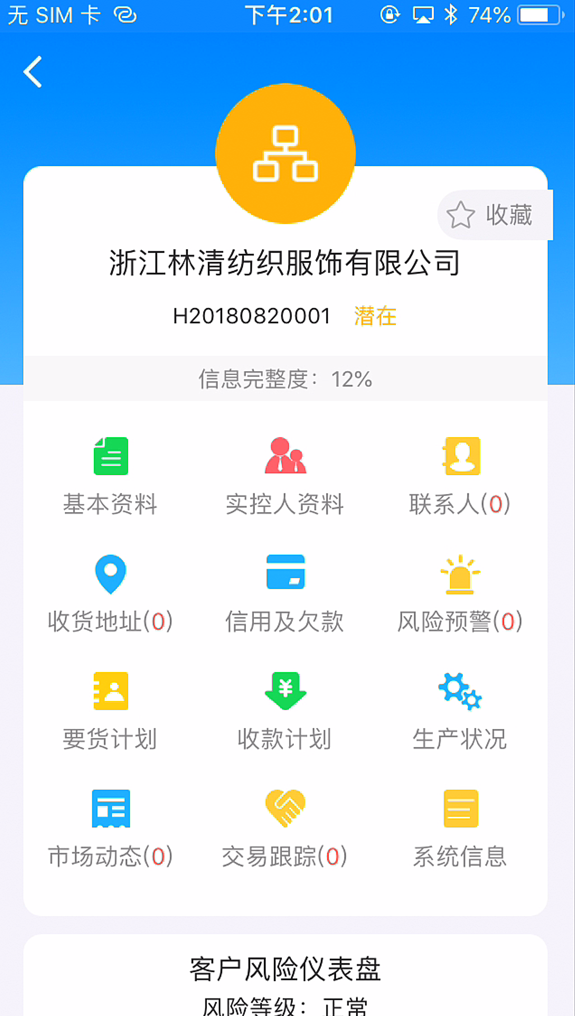 无 SIM 卡 下午2:01 74%
收藏
浙江林清纺织服饰有限公司
H20180820001 潜在
信息完整度：12%
基本资料 实控人资料 联系人(0)
收货地址(0) 信用及欠款 风险预警(0)
要货计划 收款计划 生产状况
市场动态(0) 交易跟踪(0) 系统信息
客户风险仪表盘
风险等级：正常